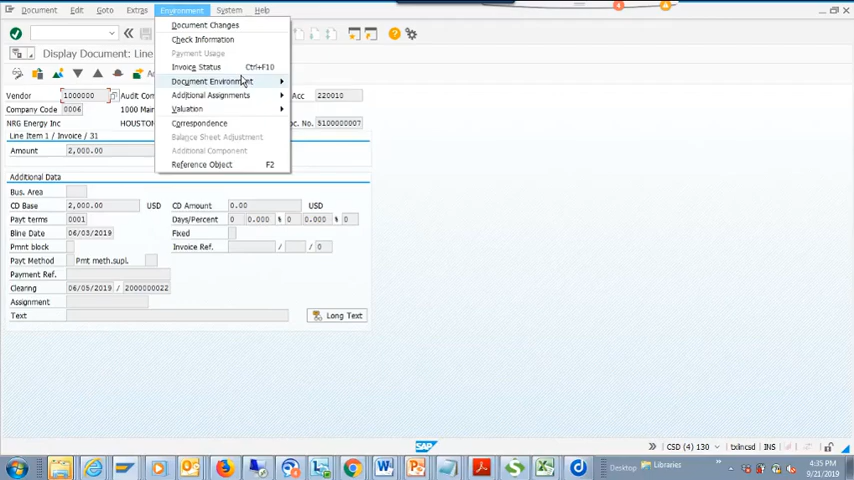 Document Edit Goto Extras Environment System Help
4
Document Changes
Check Information
Payment Usage
Invoice Status Ctrl+F10
Display Document: Line
Document Environment
Additional Assignments
Valuation
Correspondence
Balance Sheet Adjustment
Additional Component
Reference Object F2
Vendor 1000000 Audit Com Acc 220010
Company Code 0006 1000 Main
NRG Energy Inc HOUSTON Doc. No. 5100000007
Line Item 1 / Invoice / 31
Amount 2,000.00
Additional Data
Bus. Area
CD Base 2,000.00 USD CD Amount 0.00 USD
Payt terms 0001 Days/Percent 0 0.000 % 0 0.000 % 0
Bline Date 06/03/2019 Fixed
Pmnt block Invoice Ref. / / 0
Payt Method Pmt meth.supl.
Payment Ref.
Clearing 06/05/2019 / 2000000022
Assignment
Text Long Text
SAP
CSD (4) 130 txlncsd INS
Desktop Libraries
4:35 PM
9/21/2019